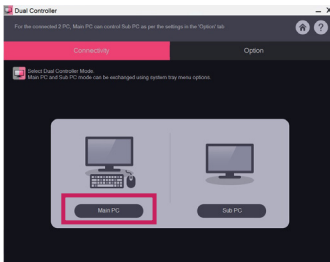 Dual Controller
For the connected 2 PC, Main PC can control Sub PC as per the settings in the 'Option' tab
Connectivity
Option
Select Dual Controller Mode.
Main PC and Sub PC mode can be exchanged using system tray menu options.
Main PC
Sub PC